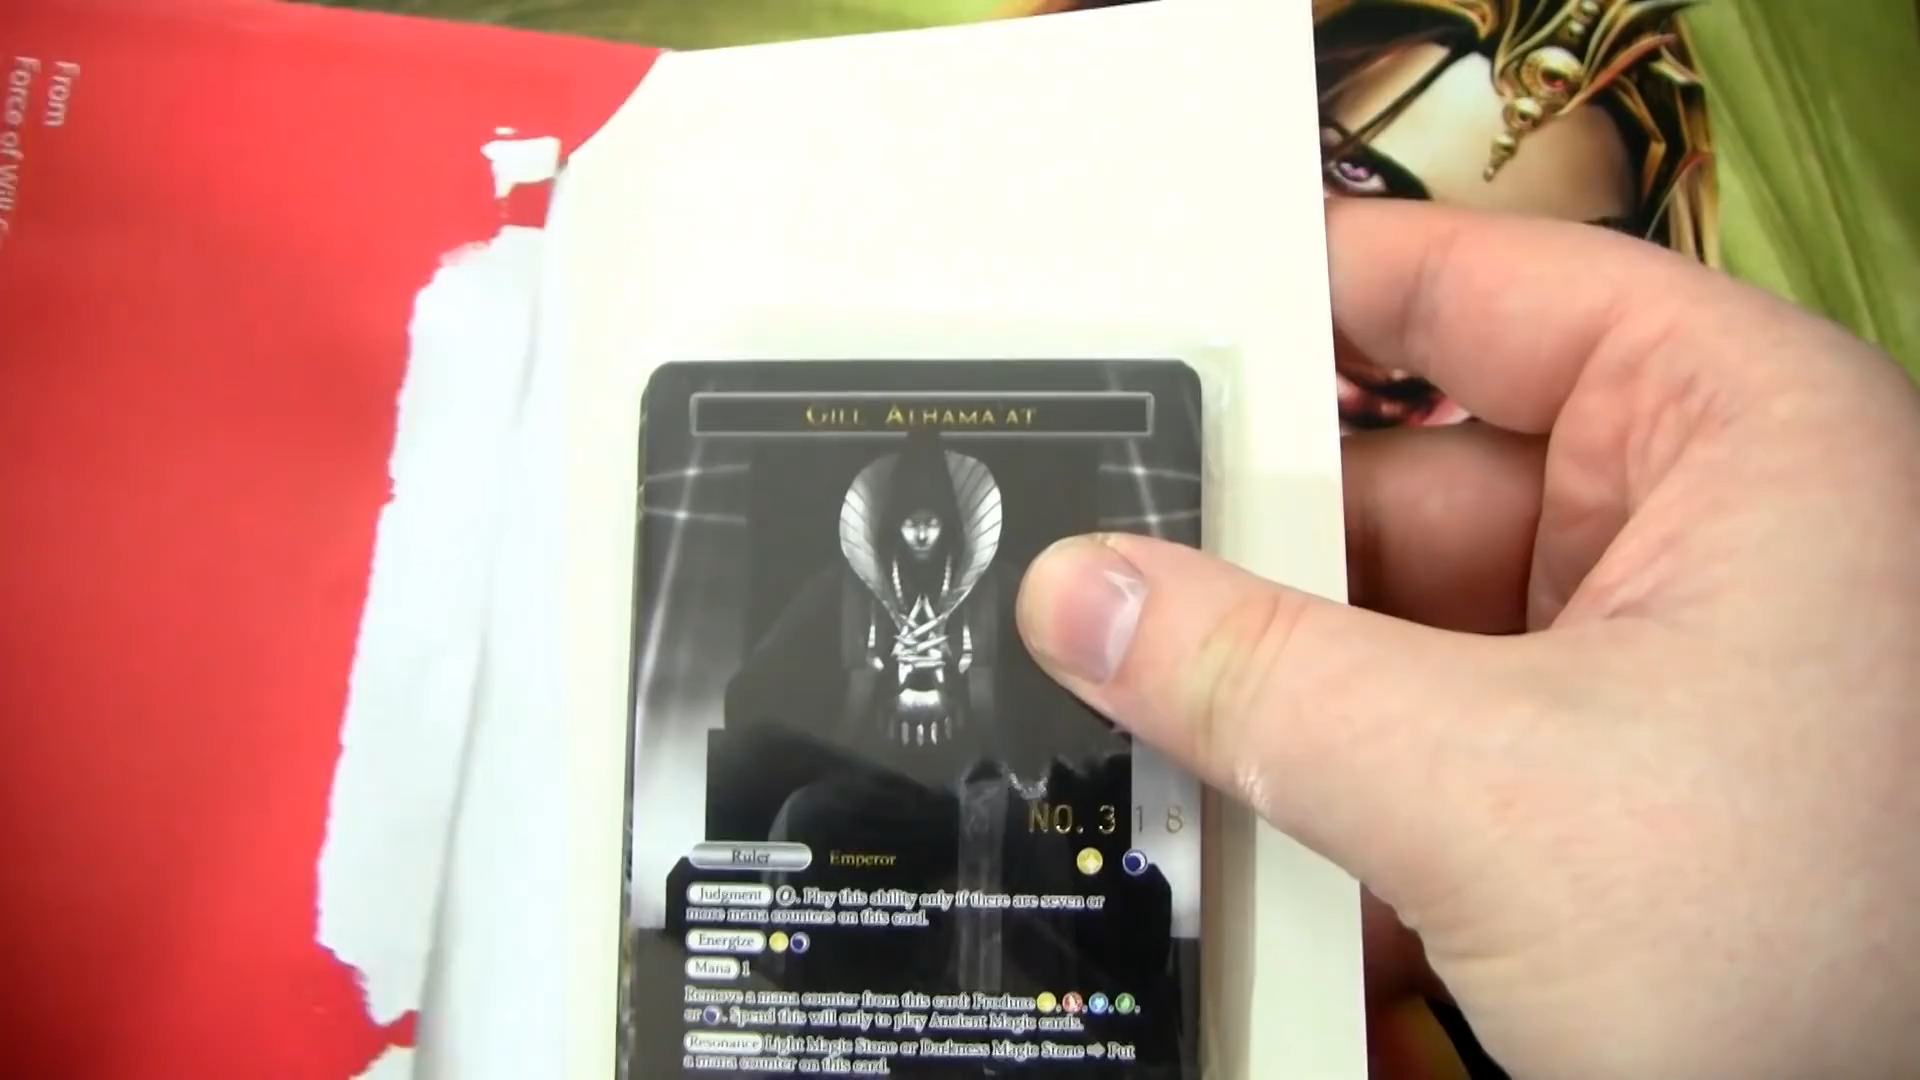 From
Force of Will
GILL ALHAMA'AT
NO. 318
Ruler Emperor
Judgment . Play this ability only if there are seven or
more mana counters on this card.
Energize
Mana 1
Remove a mana counter from this card: Produce , , , ,
or . Spend this will only to play Ancient Magic cards.
Resonance Light Magic Stone or Darkness Magic Stone ⇒ Put
a mana counter on this card.